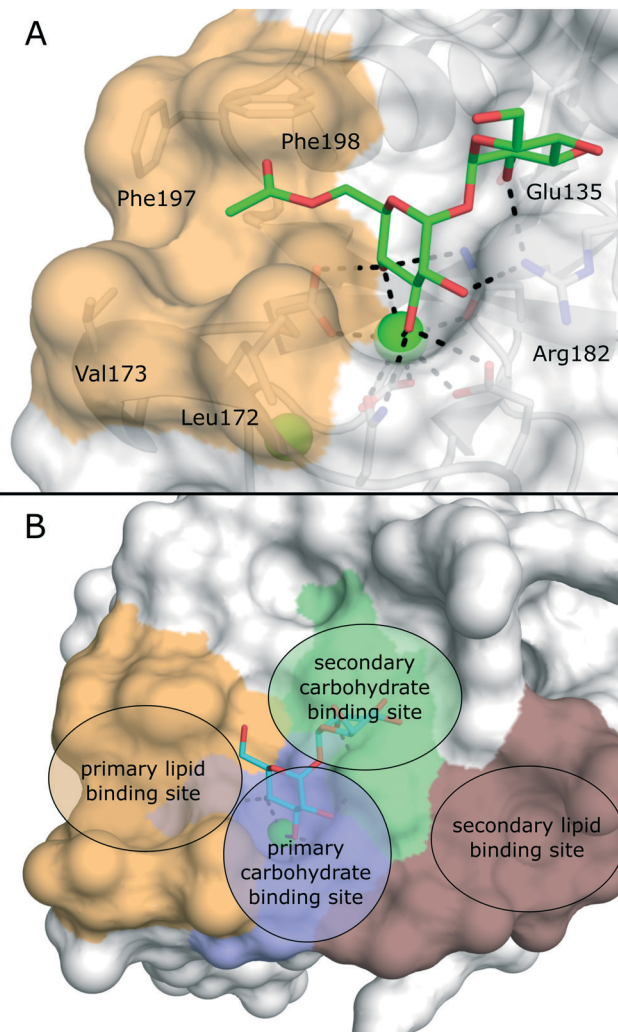 A
Phe198
Glu135
Phe197
Arg182
Val173
Leu172
B
secondary
carbohydrate
binding site
primary lipid
binding site
secondary lipid
binding site
primary
carbohydrate
binding site